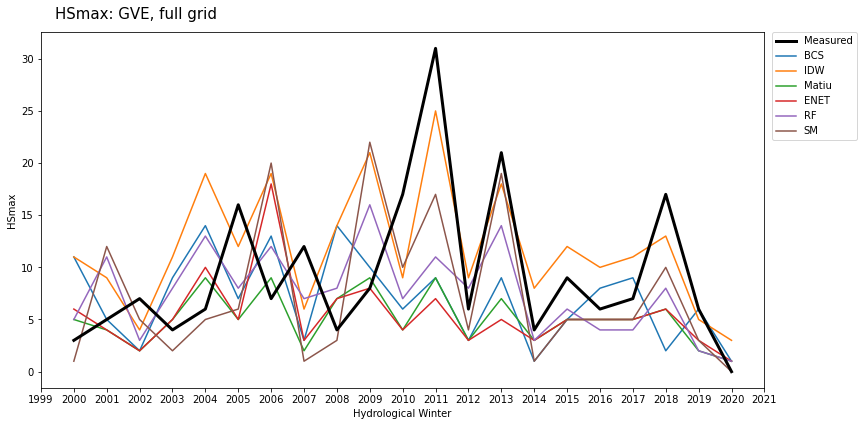 HSmax: GVE, full grid
Measured
BCS
IDW
Matiu
ENET
RF
SM
HSmax
30
25
20
15
10
5
0
1999 2000 2001 2002 2003 2004 2005 2006 2007 2008 2009 2010 2011 2012 2013 2014 2015 2016 2017 2018 2019 2020 2021
Hydrological Winter